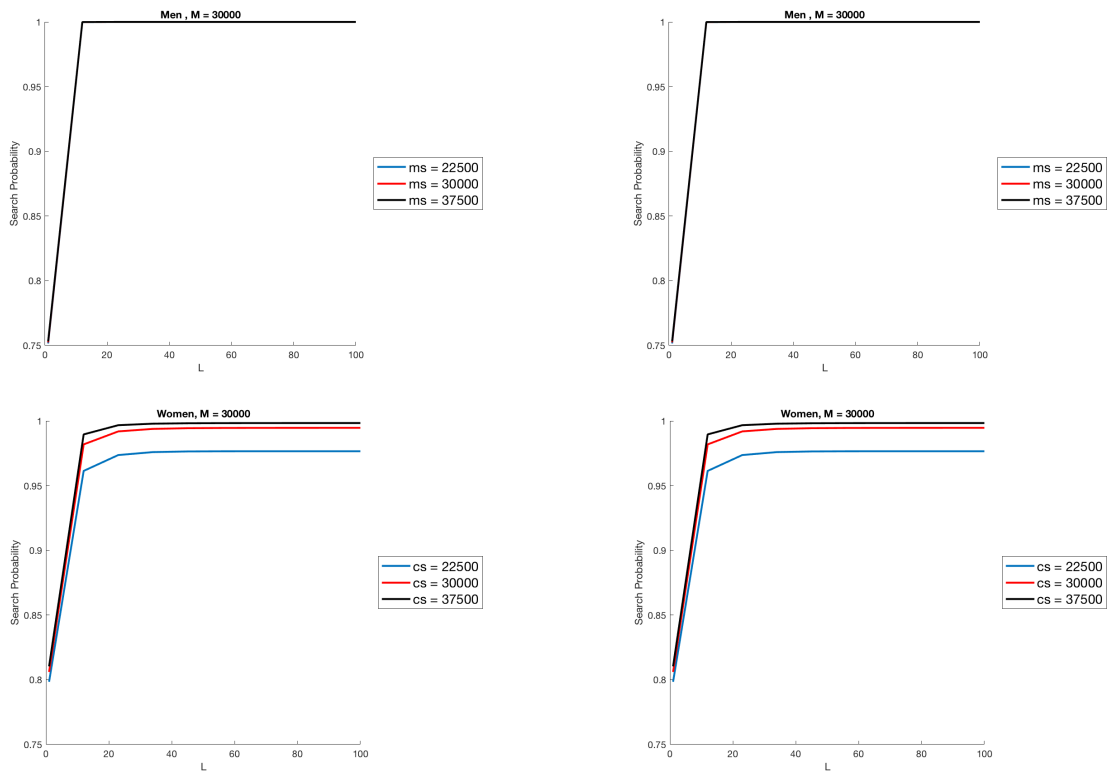 Men , M = 30000
1
0.95
0.9
0.85
0.8
0.75
Search Probability
0 20 40 60 80 100
L
ms = 22500
ms = 30000
ms = 37500
Men , M = 30000
1
0.95
0.9
0.85
0.8
0.75
Search Probability
0 20 40 60 80 100
L
ms = 22500
ms = 30000
ms = 37500
Women, M = 30000
1
0.95
0.9
0.85
0.8
0.75
Search Probability
0 20 40 60 80 100
L
cs = 22500
cs = 30000
cs = 37500
Women, M = 30000
1
0.95
0.9
0.85
0.8
0.75
Search Probability
0 20 40 60 80 100
L
cs = 22500
cs = 30000
cs = 37500